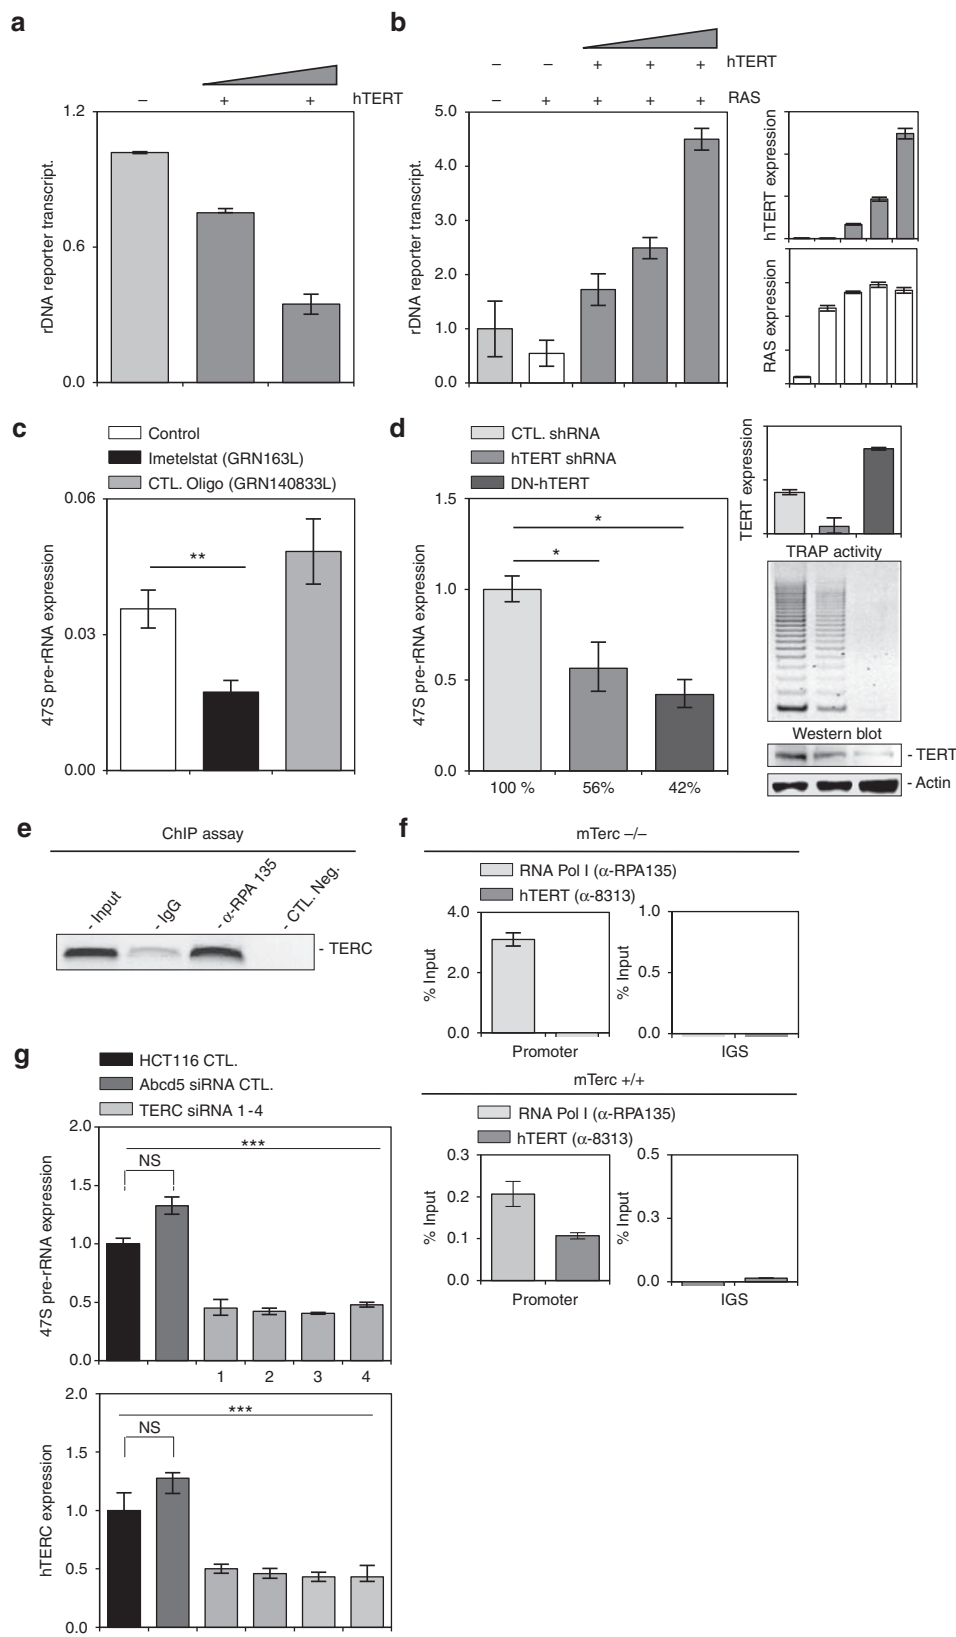 a
– + + hTERT
1.2
0.6
0.0
rDNA reporter transcript.
b
– – + + + hTERT
– + + + + RAS
5.0
4.0
3.0
2.0
1.0
0.0
rDNA reporter transcript.
hTERT expression
RAS expression
c
Control
Imetelstat (GRN163L)
CTL. Oligo (GRN140833L)
0.06
0.03
0.00
47S pre-rRNA expression
**
d
CTL. shRNA
hTERT shRNA
DN-hTERT
1.5
1.0
0.5
0.0
47S pre-rRNA expression
*
*
100 % 56% 42%
TERT expression
TRAP activity
Western blot
- TERT
- Actin
e
ChIP assay
- Input
- IgG
- α-RPA 135
- CTL. Neg.
- TERC
f
mTerc –/–
RNA Pol I (α-RPA135)
hTERT (α-8313)
4.0
2.0
0.0
% Input
Promoter
1.0
0.5
0.0
% Input
IGS
mTerc +/+
RNA Pol I (α-RPA135)
hTERT (α-8313)
0.3
0.2
0.1
0.0
% Input
Promoter
0.5
0.3
0.0
% Input
IGS
g
HCT116 CTL.
Abcd5 siRNA CTL.
TERC siRNA 1-4
2.0
1.5
1.0
0.5
0.0
47S pre-rRNA expression
***
NS
1 2 3 4
2.0
1.5
1.0
0.5
0.0
hTERC expression
***
NS